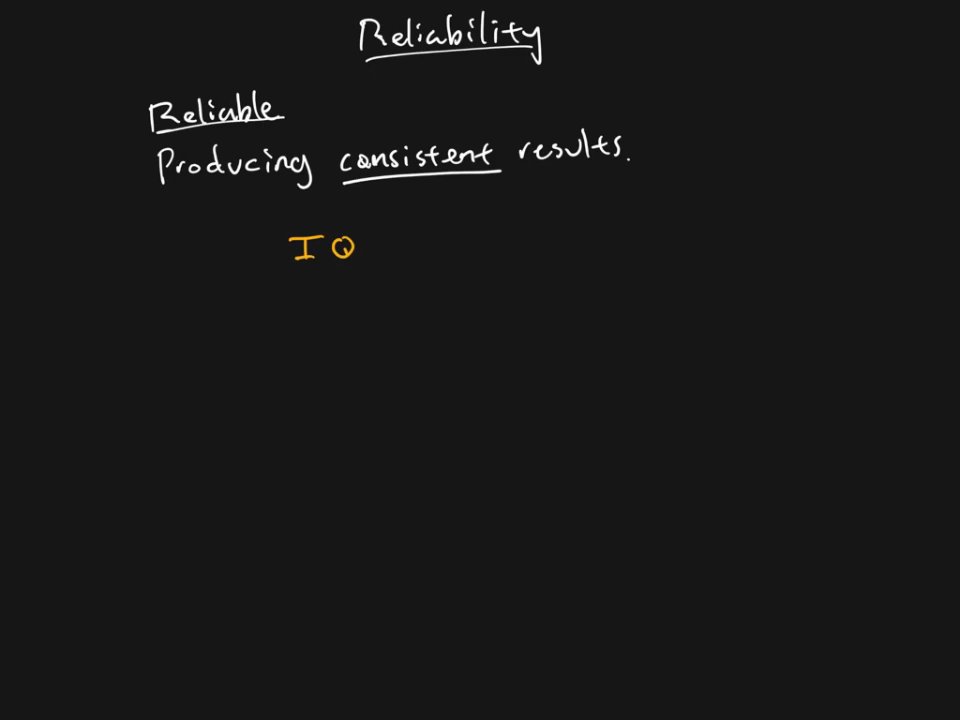 Reliability
Reliable
Producing consistent results.
IQ